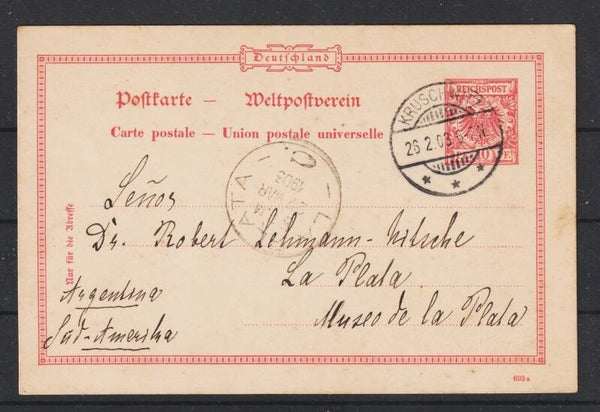 Deutschland
REICHSPOST
Postkarte — Weltpostverein
Carte postale — Union postale universelle
KRUSCHWITZ
26 2.03
MAR
1903
LA PLATA
Nur für die Adresse
Señor
Dr. Robert Lehmann-Nitsche
La Plata
Argentina
Museo de la Plata
Süd-Amerika
693a